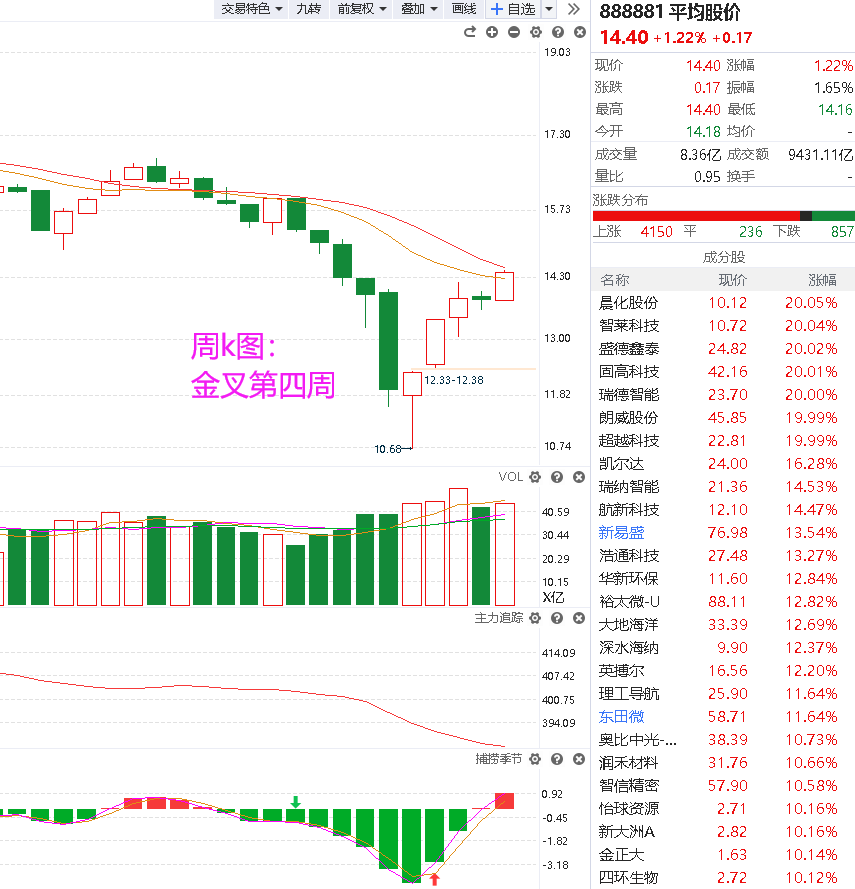 交易特色 九转 前复权 叠加 画线 + 自选
19.03
17.30
15.73
14.30
13.00
11.82
10.74
周k图：
金叉第四周
12.33-12.38
10.68
VOL
40.59
30.44
20.29
10.15
X亿
主力追踪
414.09
407.42
400.75
394.09
捕捞季节
0.92
-0.45
-1.82
-3.18
888881 平均股价
14.40 +1.22% +0.17
现价 14.40 涨幅 1.22%
涨跌 0.17 振幅 1.65%
最高 14.40 最低 14.16
今开 14.18 均价 -
成交量 8.36亿 成交额 9431.11亿
量比 0.95 换手 -
涨跌分布
上涨 4150 平 236 下跌 857
成分股
名称 现价 涨幅
晨化股份 10.12 20.05%
智莱科技 10.72 20.04%
盛德鑫泰 24.82 20.02%
固高科技 42.16 20.01%
瑞德智能 23.70 20.00%
朗威股份 45.85 19.99%
超越科技 22.81 19.99%
凯尔达 24.00 16.28%
瑞纳智能 21.36 14.53%
航新科技 12.10 14.47%
新易盛 76.98 13.54%
浩通科技 27.48 13.27%
华新环保 11.60 12.84%
裕太微-U 88.11 12.82%
大地海洋 33.39 12.69%
深水海纳 9.90 12.37%
英搏尔 16.56 12.20%
理工导航 25.90 11.64%
东田微 58.71 11.64%
奥比中光-... 38.39 10.73%
润禾材料 31.76 10.66%
智信精密 57.90 10.58%
怡球资源 2.71 10.16%
新大洲A 2.82 10.16%
金正大 1.63 10.14%
四环生物 2.72 10.12%